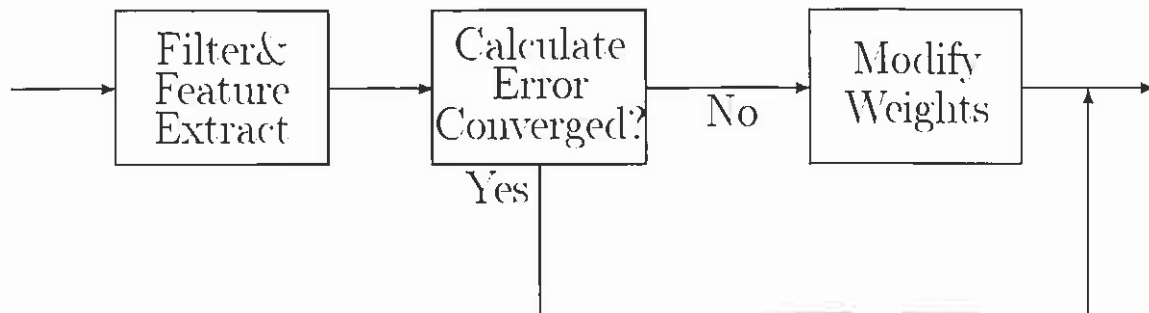 Filter&
Feature
Extract
Calculate
Error
Converged?
No
Modify
Weights
Yes